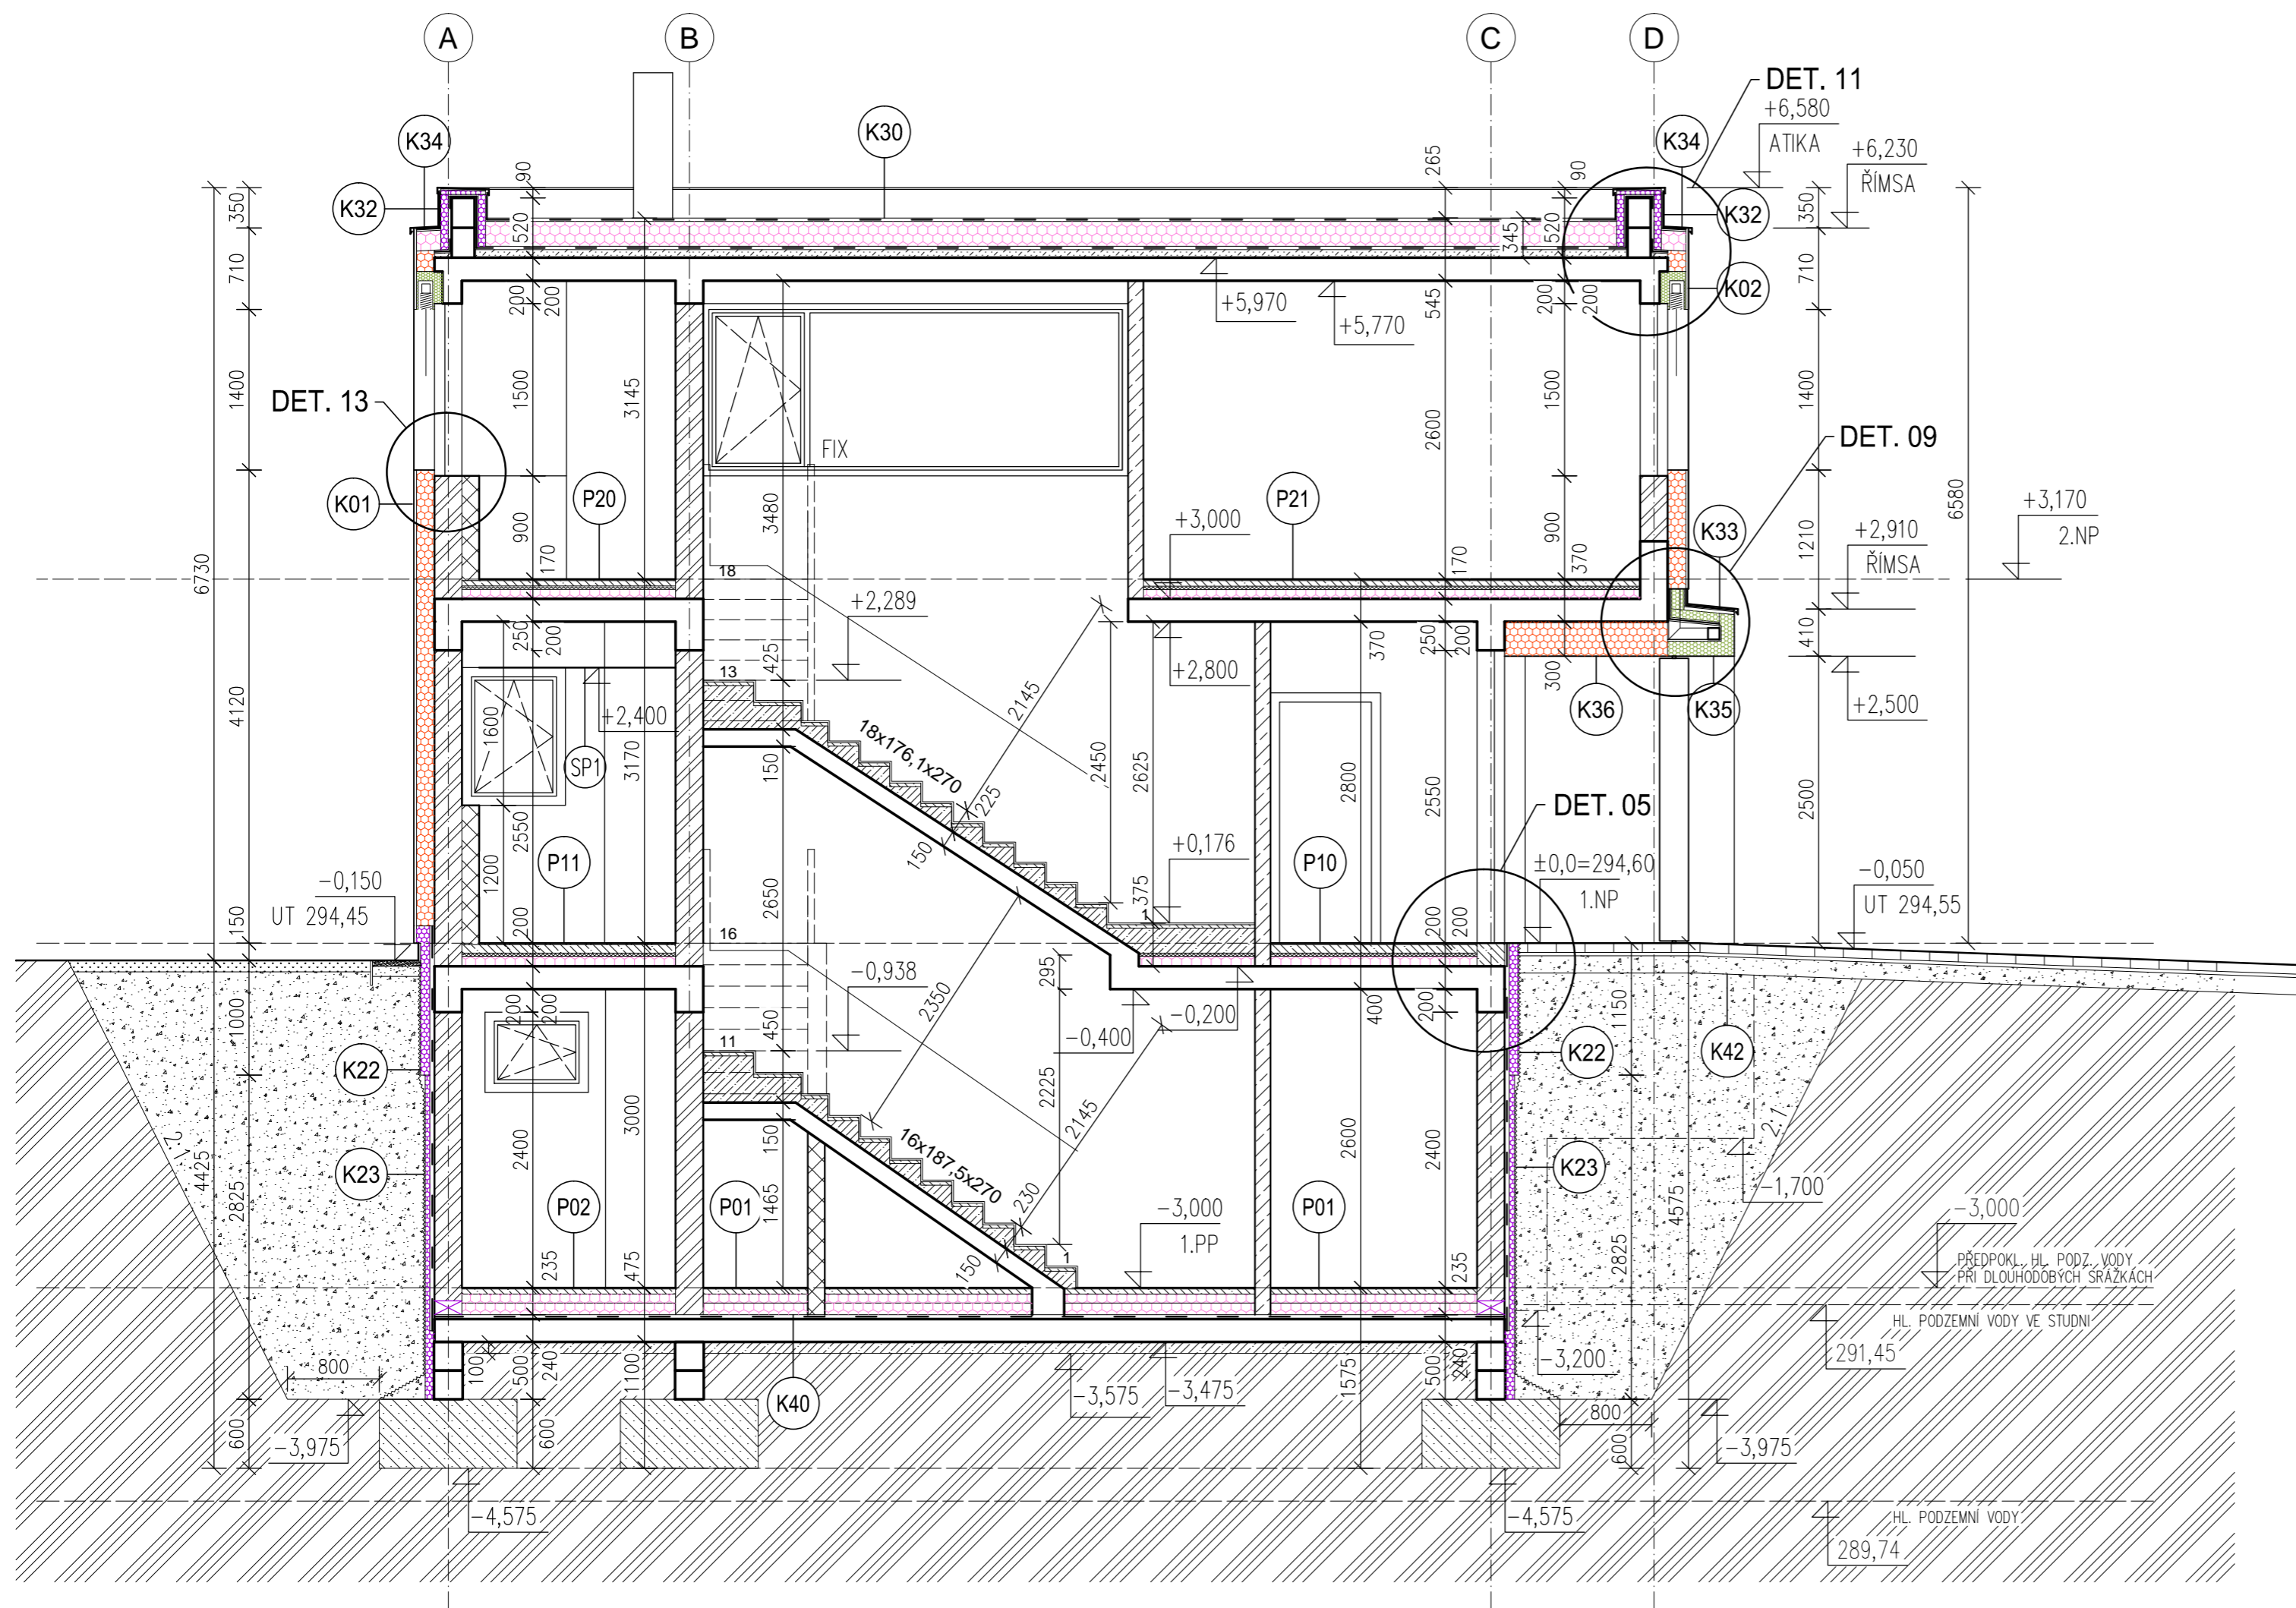 A
B
C
D
DET. 11
+6,580
ATIKA
K34
K30
K34
+6,230
ŘÍMSA
K32
K32
90
265
90
350
520
345
520
350
710
710
K02
+5,970
+5,770
200
200
545
200
200
1400
1500
3145
1500
1400
DET. 13
FIX
2600
DET. 09
K01
P20
P21
3480
6580
+3,170
2.NP
900
+3,000
900
K33
+2,910
ŘÍMSA
1210
170
170
370
18
6730
+2,289
250
200
425
370
250
200
410
+2,800
13
2145
300
4120
+2,400
K36
K35
+2,500
1600
18x176,1x270
SP1
3170
150
225
2450
2625
2800
2550
2500
2550
DET. 05
1200
P11
150
+0,176
P10
±0,0=294,60
1.NP
-0,150
UT 294,45
-0,050
UT 294,55
2650
375
1
150
200
200
200
16
-0,938
295
2350
1000
200
200
450
-0,400
-0,200
400
200
1150
11
K22
K22
K42
2:1
2225
2145
2:1
3000
2400
150
16x187,5x270
2600
2400
K23
K23
4425
2825
-1,700
4575
P02
P01
1465
230
-3,000
1.PP
P01
-3,000
PŘEDPOKL. HL. PODZ. VODY
PŘI DLOUHODOBÝCH SRÁŽKÁCH
235
475
150
1
235
2825
HL. PODZEMNÍ VODY VE STUDNI
291,45
800
100
500
240
1100
K40
-3,575
-3,475
1575
500
240
-3,200
800
600
-3,975
600
600
-3,975
-4,575
-4,575
HL. PODZEMNÍ VODY
289,74